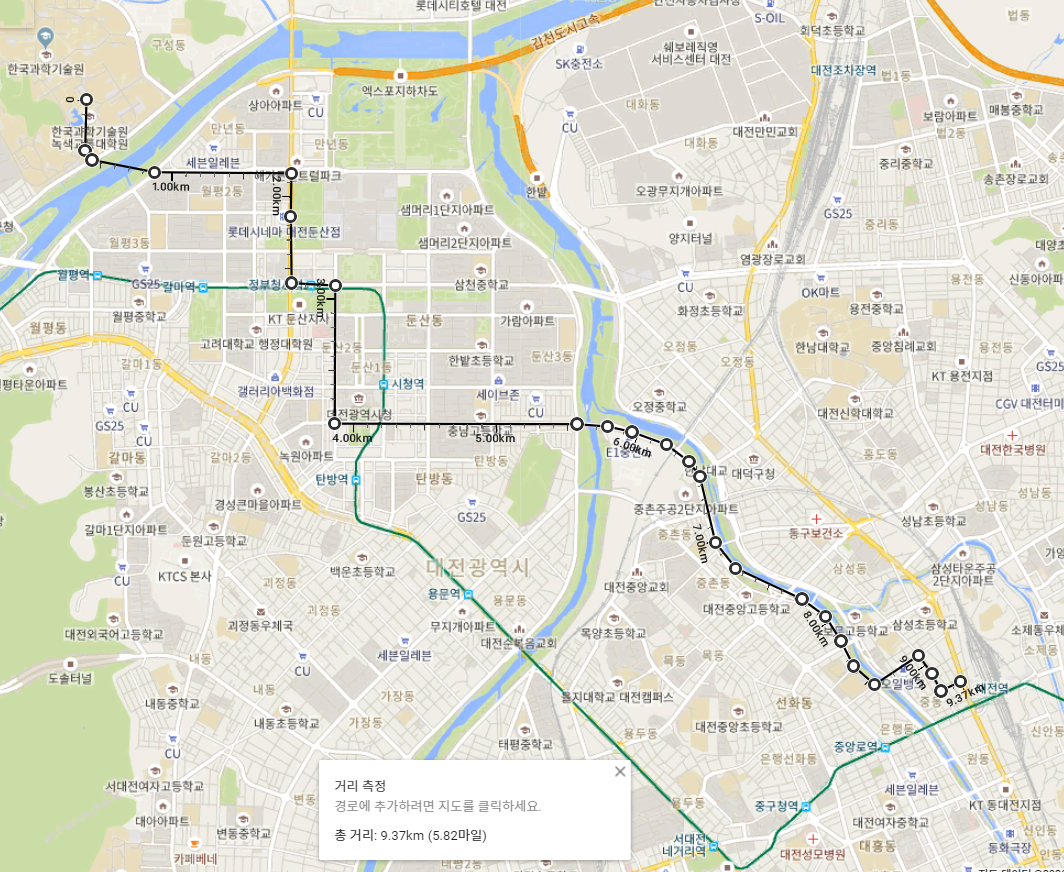 롯데시티호텔 대전
S-OIL
회덕초등학교
법동
구성동
갑천도시고속
쉐보레직영
서비스센터 대전
SK충전소
한국과학기술원
대전조차장역
법1동
엑스포지하차도
상아아파트
CU
대화동
보람아파트
매봉중학교
0
한국과학기술원
녹색교통대학원
만년동
만년동
CU
대전만민교회
법2동
세븐일레븐
중리중학교
송촌장로교회
1.00km
월평2동
2.00km
트럴파크
한밭
오광무지개아파트
샘머리1단지아파트
GS25
중리동
롯데시네마 대전둔산점
양지터널
월평3동
샘머리2단지아파트
염광장로교회
월평역
GS25
갈마역
정부청
3.00km
삼천중학교
CU
용전동
신동아아파
OK마트
월평중학교
KT 둔산지사
둔산동
가람아파트
화정초등학교
용전중학교
월평동
고려대학교 행정대학원
둔산2동
오정동
한남대학교
중앙침례교회
용전동
갈마1동
한밭초등학교
둔산3동
둔산1동
오정동
KT 용전지점
평타운아파트
갤러리아백화점
시청역
세이브존
CU
CU
오정중학교
대전신학대학교
CGV 대전터미
GS25
대전광역시청
4.00km
충남고등학교
5.00km
6.00km
CU
갈마동
갈마2동
녹원아파트
탄방동
대덕구청
홍도동
대전한국병원
탄방역
탄방동
봉산초등학교
경성큰마을아파트
GS25
중촌주공2단지아파트
성남동
성남동
성남초등학교
갈마1단지아파트
둔원고등학교
7.00km
중촌동
동구보건소
CU
KTCS 본사
백운초등학교
대전광역시
괴정동
대전중앙교회
중촌동
삼성동
삼성타운주공
2단지아파트
용문역
용문동
괴정동
대전중앙고등학교
8.00km
대전외국어고등학교
괴정동우체국
무지개아파트
대전손복음교회
목양초등학교
삼성초등학교
소제동우체
소제동
내동
세븐일레븐
CU
목동
목동
9.00km
도솔터널
내동
가장동
을지대학교 대전캠퍼스
선화동
중동
9.37km
대전역
내동중학교
내동초등학교
가장동
대전중앙초등학교
은행동
신안동
CU
태평중학교
용두동
중앙로역
은행선화동
원동
서대전여자고등학교
변동
세븐일레븐
대아아파트
용두동
중구청역
KT 동대전지점
변동중학교
대전여자중학교
신인동
카페베네
서대전
네거리역
대전성모병원
대흥동
동화극장
거리 측정
경로에 추가하려면 지도를 클릭하세요.
총 거리: 9.37km (5.82마일)